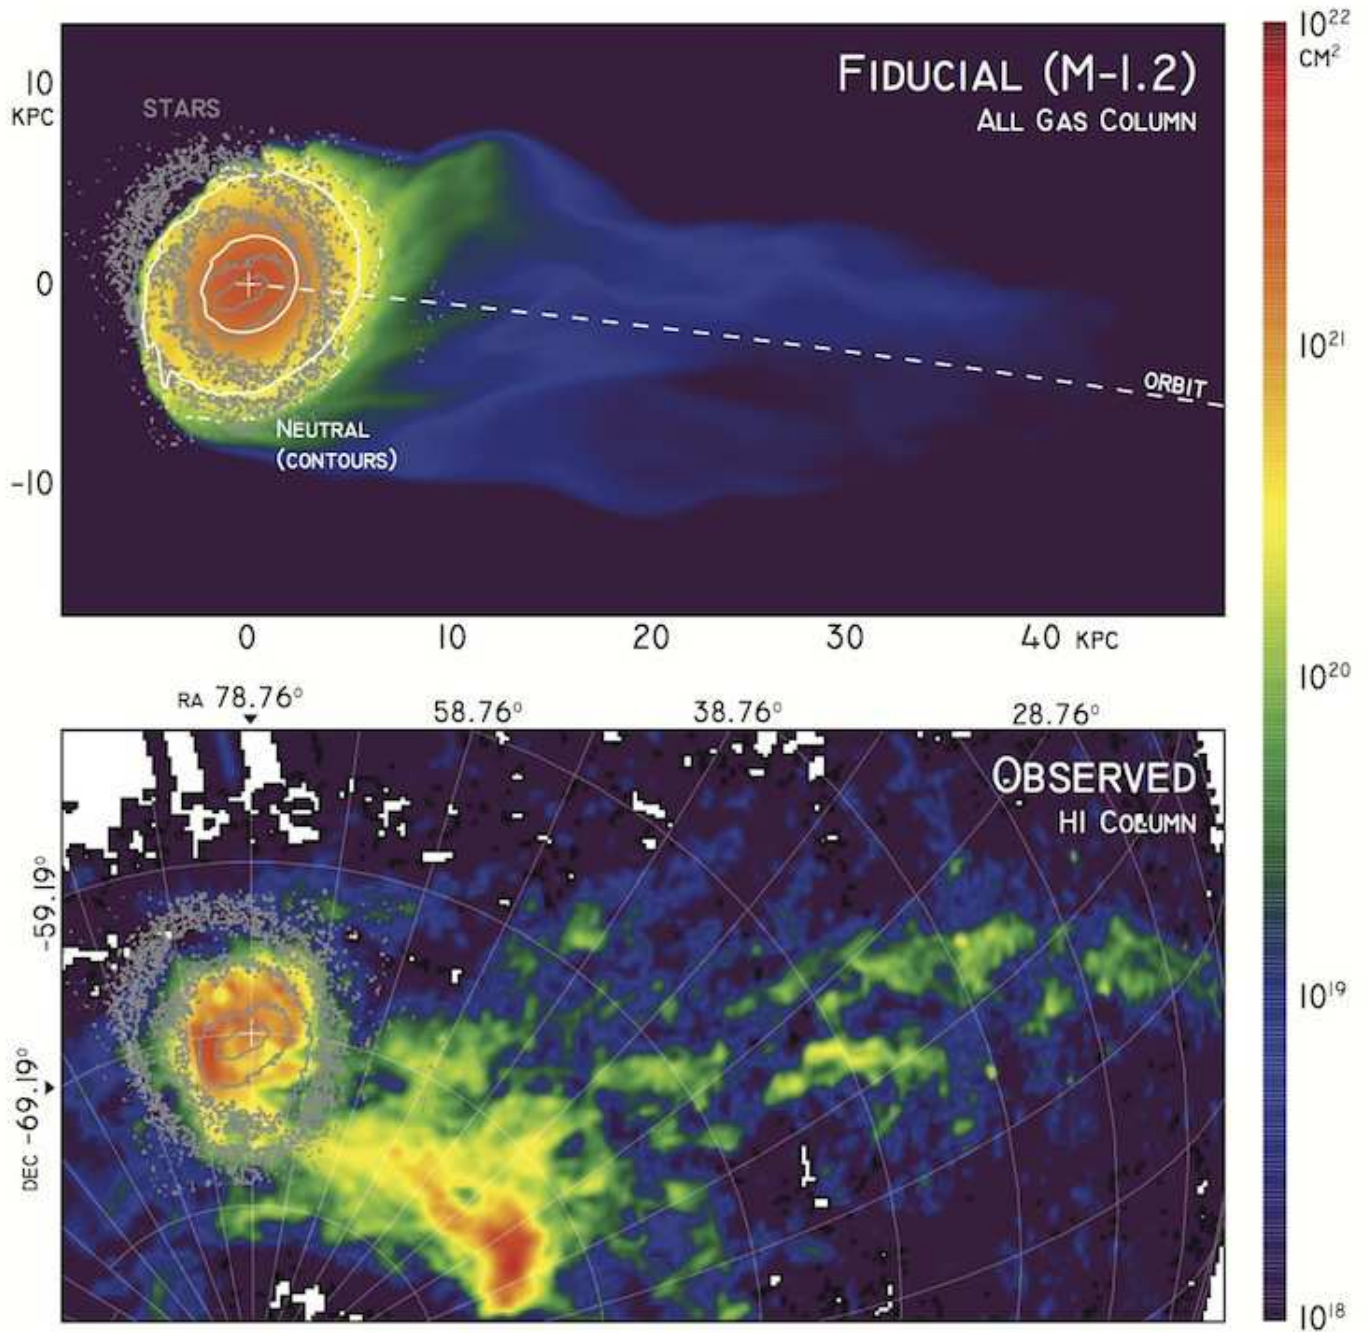 FIDUCIAL (M-1.2)
ALL GAS COLUMN
STARS
NEUTRAL
(CONTOURS)
ORBIT
10
KPC
0
-10
0 10 20 30 40 KPC
10²²
CM²
10²¹
10²⁰
10¹⁹
10¹⁸
RA 78.76° 58.76° 38.76° 28.76°
OBSERVED
HI COLUMN
-59.19°
DEC -69.19°